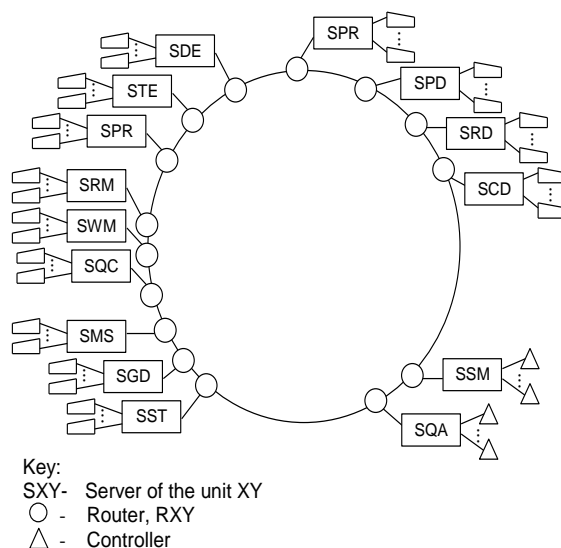 SPR
SDE
SPD
STE
SRD
SPR
SCD
SRM
SWM
SQC
SMS
SGD
SSM
SST
SQA
Key:
SXY- Server of the unit XY
- Router, RXY
- Controller